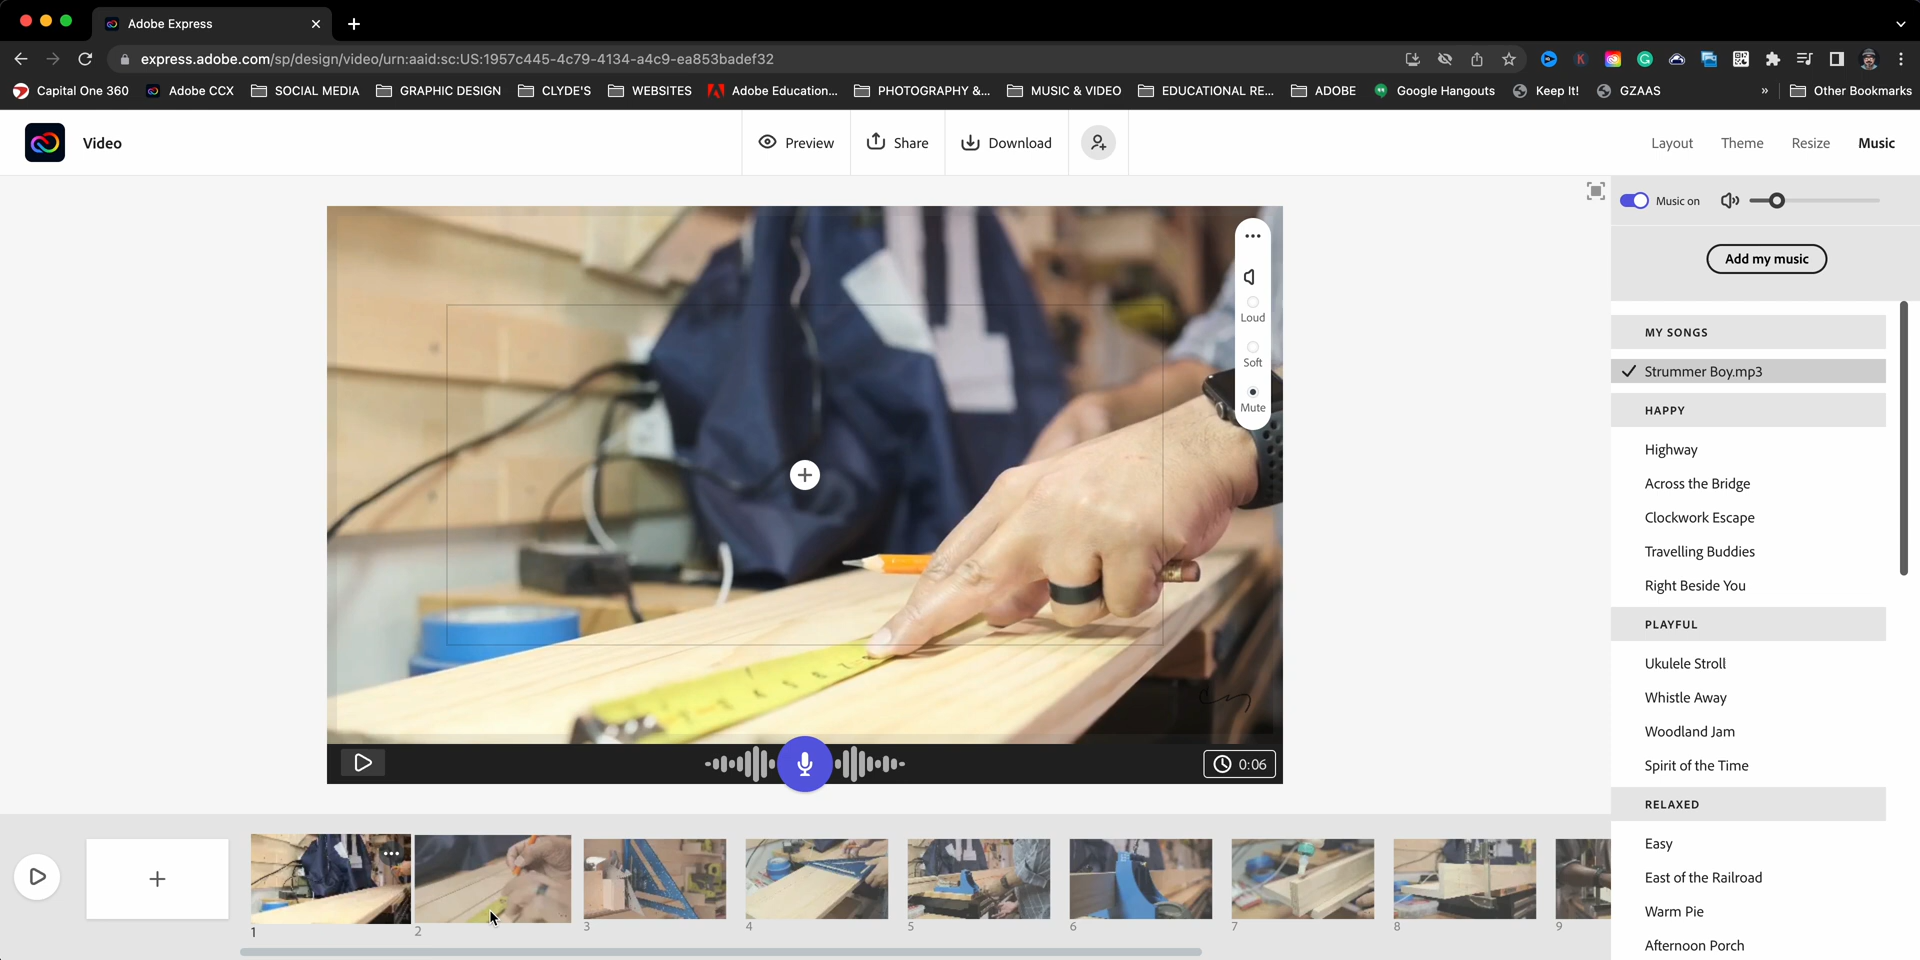 Adobe Express
express.adobe.com/sp/design/video/urn:aaid:sc:US:1957c445-4c79-4134-a4c9-ea853badef32
Capital One 360 Adobe CCX SOCIAL MEDIA GRAPHIC DESIGN CLYDE'S WEBSITES Adobe Education... PHOTOGRAPHY &... MUSIC & VIDEO EDUCATIONAL RE... ADOBE Google Hangouts Keep It! GZAAS » Other Bookmarks
Video Preview Share Download Layout Theme Resize Music
Music on
Add my music
MY SONGS
Strummer Boy.mp3
HAPPY
Highway
Across the Bridge
Clockwork Escape
Travelling Buddies
Right Beside You
PLAYFUL
Ukulele Stroll
Whistle Away
Woodland Jam
Spirit of the Time
RELAXED
Easy
East of the Railroad
Warm Pie
Afternoon Porch
Loud
Soft
Mute
0:06
1 2 3 4 5 6 7 8 9